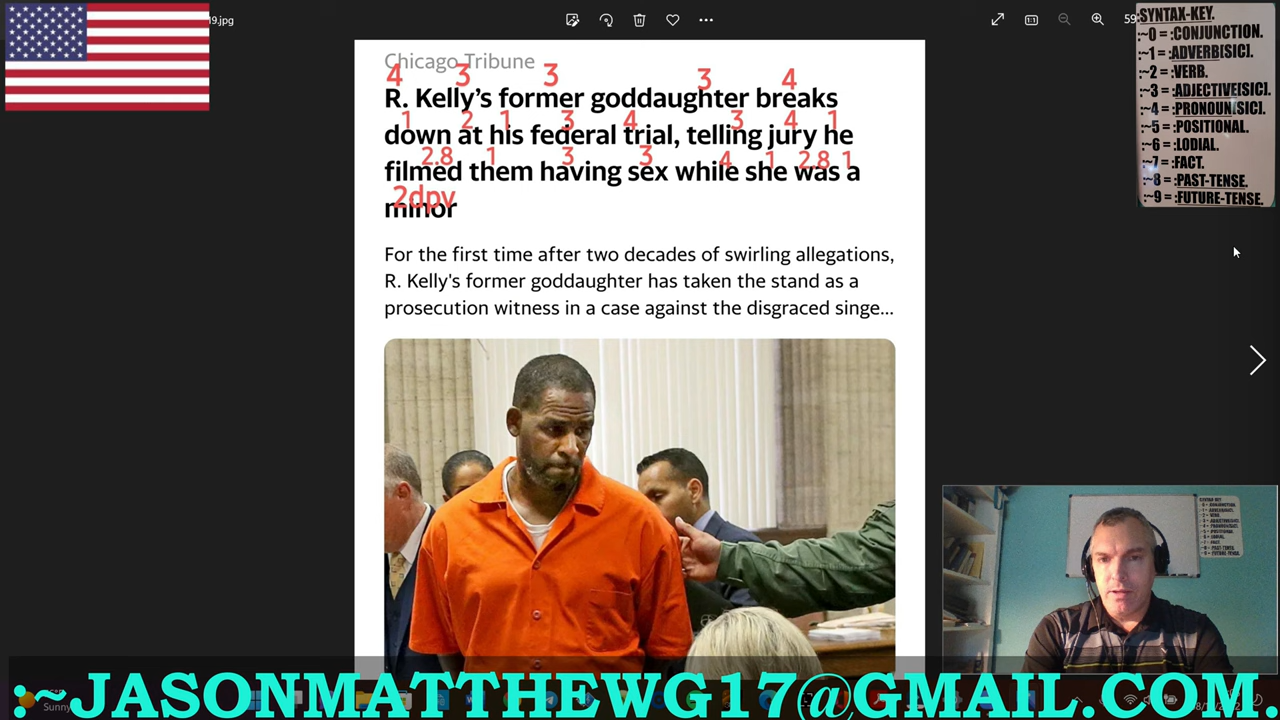 9.jpg
59
Chicago Tribune
4 3 3 3 4
R. Kelly's former goddaughter breaks
1 2 1 3 4 3 4 1
down at his federal trial, telling jury he
2.8 1 3 3 4 1 2.8 1
filmed them having sex while she was a
2dpv
minor
For the first time after two decades of swirling allegations,
R. Kelly's former goddaughter has taken the stand as a
prosecution witness in a case against the disgraced singe...
:SYNTAX-KEY.
:~0 = :CONJUNCTION.
:~1 = :ADVERB[SIC].
:~2 = :VERB.
:~3 = :ADJECTIVE[SIC].
:~4 = :PRONOUN[SIC].
:~5 = :POSITIONAL.
:~6 = :LODIAL.
:~7 = :FACT.
:~8 = :PAST-TENSE.
:~9 = :FUTURE-TENSE.
Sunny
:~JASONMATTHEWG17@GMAIL.COM.